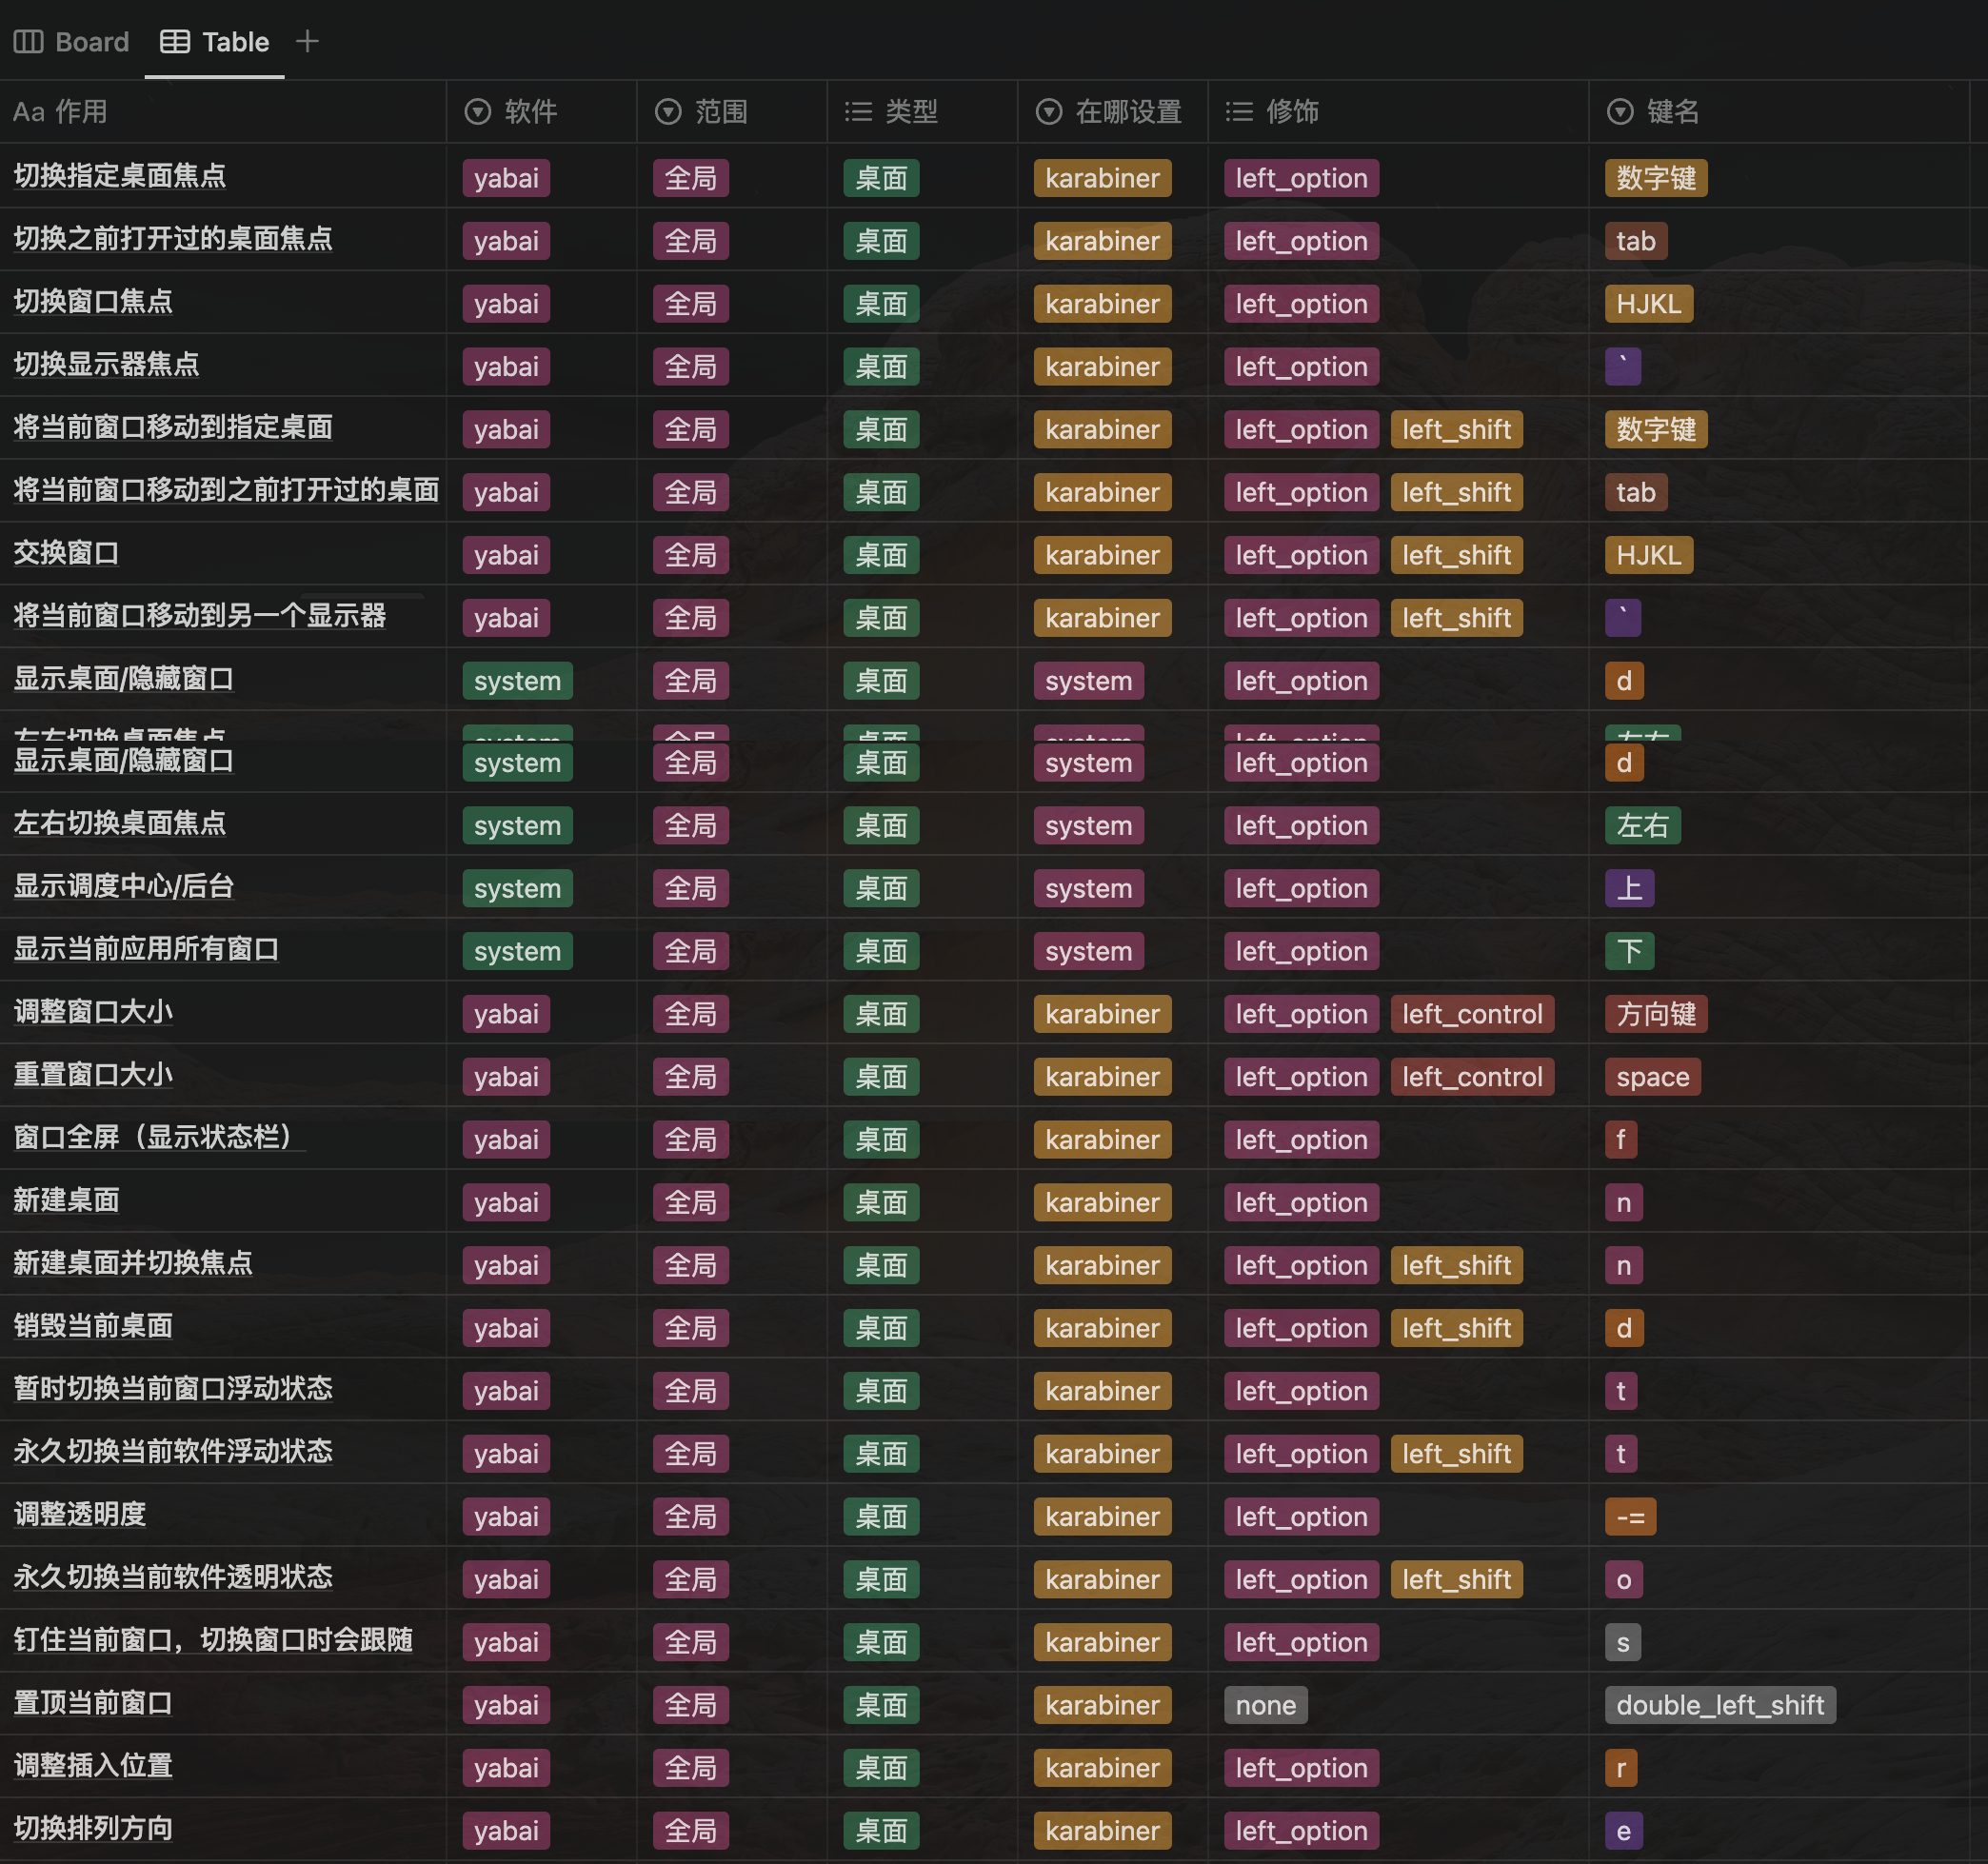 Board Table +
Aa 作用 软件 范围 类型 在哪设置 修饰 键名
切换指定桌面焦点 yabai 全局 桌面 karabiner left_option 数字键
切换之前打开过的桌面焦点 yabai 全局 桌面 karabiner left_option tab
切换窗口焦点 yabai 全局 桌面 karabiner left_option HJKL
切换显示器焦点 yabai 全局 桌面 karabiner left_option `
将当前窗口移动到指定桌面 yabai 全局 桌面 karabiner left_option left_shift 数字键
将当前窗口移动到之前打开过的桌面 yabai 全局 桌面 karabiner left_option left_shift tab
交换窗口 yabai 全局 桌面 karabiner left_option left_shift HJKL
将当前窗口移动到另一个显示器 yabai 全局 桌面 karabiner left_option left_shift `
显示桌面/隐藏窗口 system 全局 桌面 system left_option d
左右切换桌面焦点 system 全局 桌面 system left_option 左右
显示桌面/隐藏窗口 system 全局 桌面 system left_option d
左右切换桌面焦点 system 全局 桌面 system left_option 左右
显示调度中心/后台 system 全局 桌面 system left_option 上
显示当前应用所有窗口 system 全局 桌面 system left_option 下
调整窗口大小 yabai 全局 桌面 karabiner left_option left_control 方向键
重置窗口大小 yabai 全局 桌面 karabiner left_option left_control space
窗口全屏（显示状态栏） yabai 全局 桌面 karabiner left_option f
新建桌面 yabai 全局 桌面 karabiner left_option n
新建桌面并切换焦点 yabai 全局 桌面 karabiner left_option left_shift n
销毁当前桌面 yabai 全局 桌面 karabiner left_option left_shift d
暂时切换当前窗口浮动状态 yabai 全局 桌面 karabiner left_option t
永久切换当前软件浮动状态 yabai 全局 桌面 karabiner left_option left_shift t
调整透明度 yabai 全局 桌面 karabiner left_option -=
永久切换当前软件透明状态 yabai 全局 桌面 karabiner left_option left_shift o
钉住当前窗口，切换窗口时会跟随 yabai 全局 桌面 karabiner left_option s
置顶当前窗口 yabai 全局 桌面 karabiner none double_left_shift
调整插入位置 yabai 全局 桌面 karabiner left_option r
切换排列方向 yabai 全局 桌面 karabiner left_option e